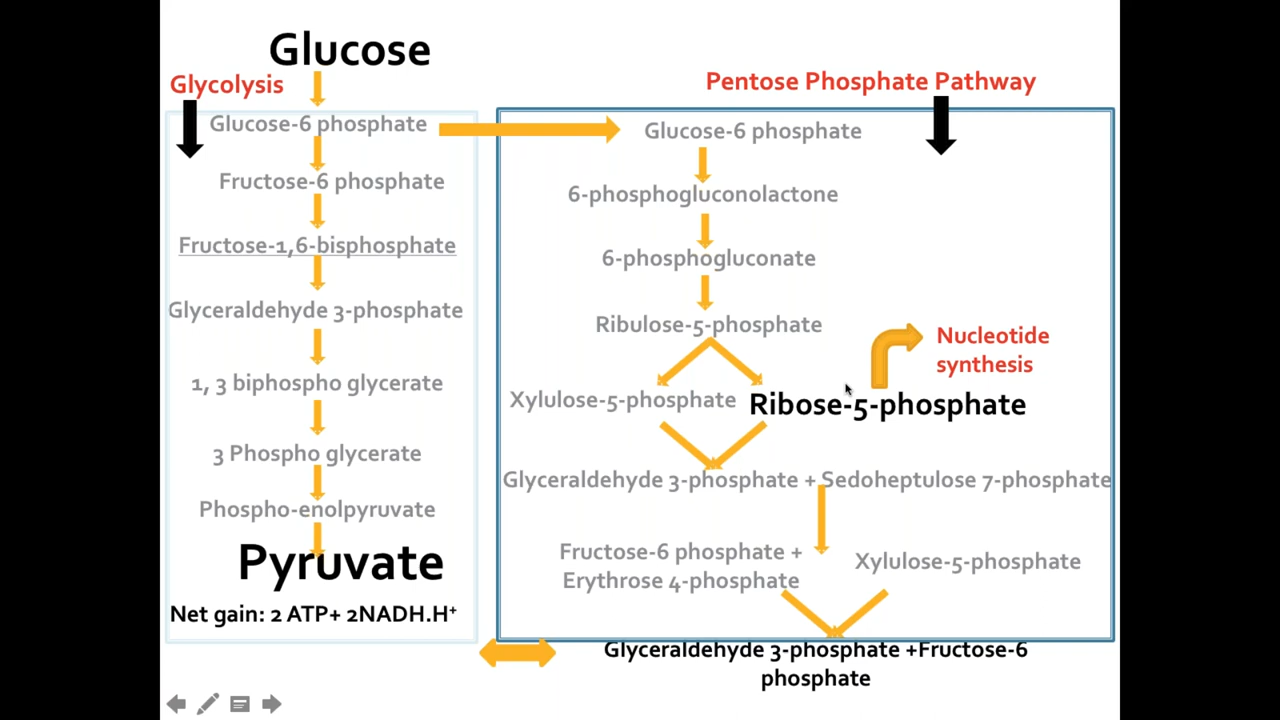 Glucose
Glycolysis
Glucose-6 phosphate
Fructose-6 phosphate
Fructose-1,6-bisphosphate
Glyceraldehyde 3-phosphate
1, 3 biphospho glycerate
3 Phospho glycerate
Phospho-enolpyruvate
Pyruvate
Net gain: 2 ATP+ 2NADH.H⁺
Pentose Phosphate Pathway
Glucose-6 phosphate
6-phosphogluconolactone
6-phosphogluconate
Ribulose-5-phosphate
Nucleotide
synthesis
Xylulose-5-phosphate
Ribose-5-phosphate
Glyceraldehyde 3-phosphate + Sedoheptulose 7-phosphate
Fructose-6 phosphate +
Erythrose 4-phosphate
Xylulose-5-phosphate
Glyceraldehyde 3-phosphate +Fructose-6
phosphate